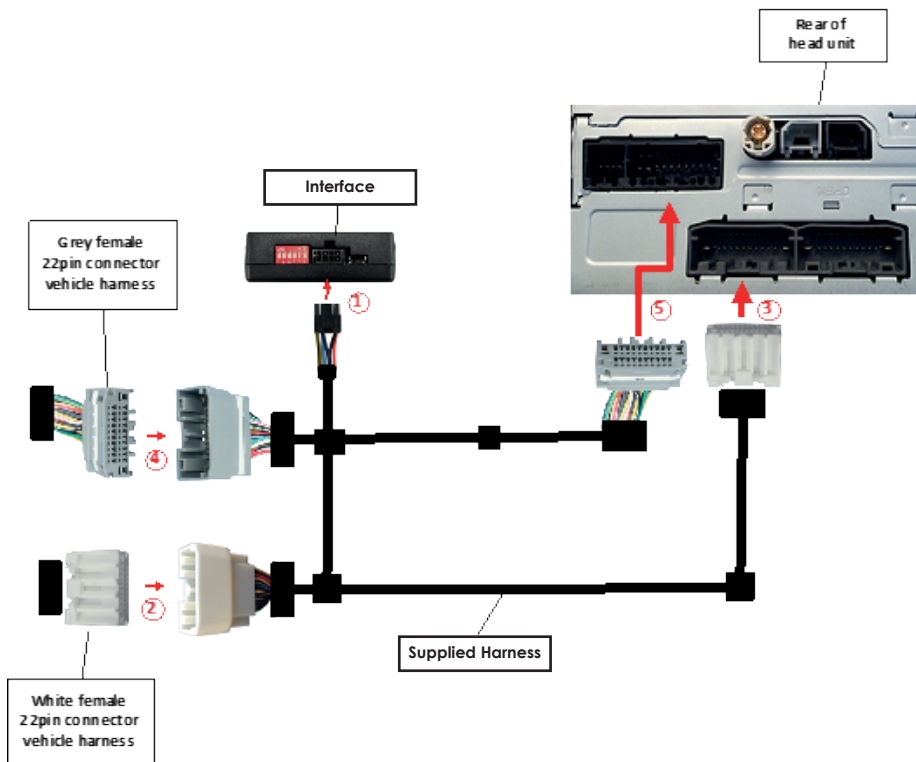 Rear of
head unit
Interface
Grey female
22pin connector
vehicle harness
1
5
3
4
2
Supplied Harness
White female
22pin connector
vehicle harness